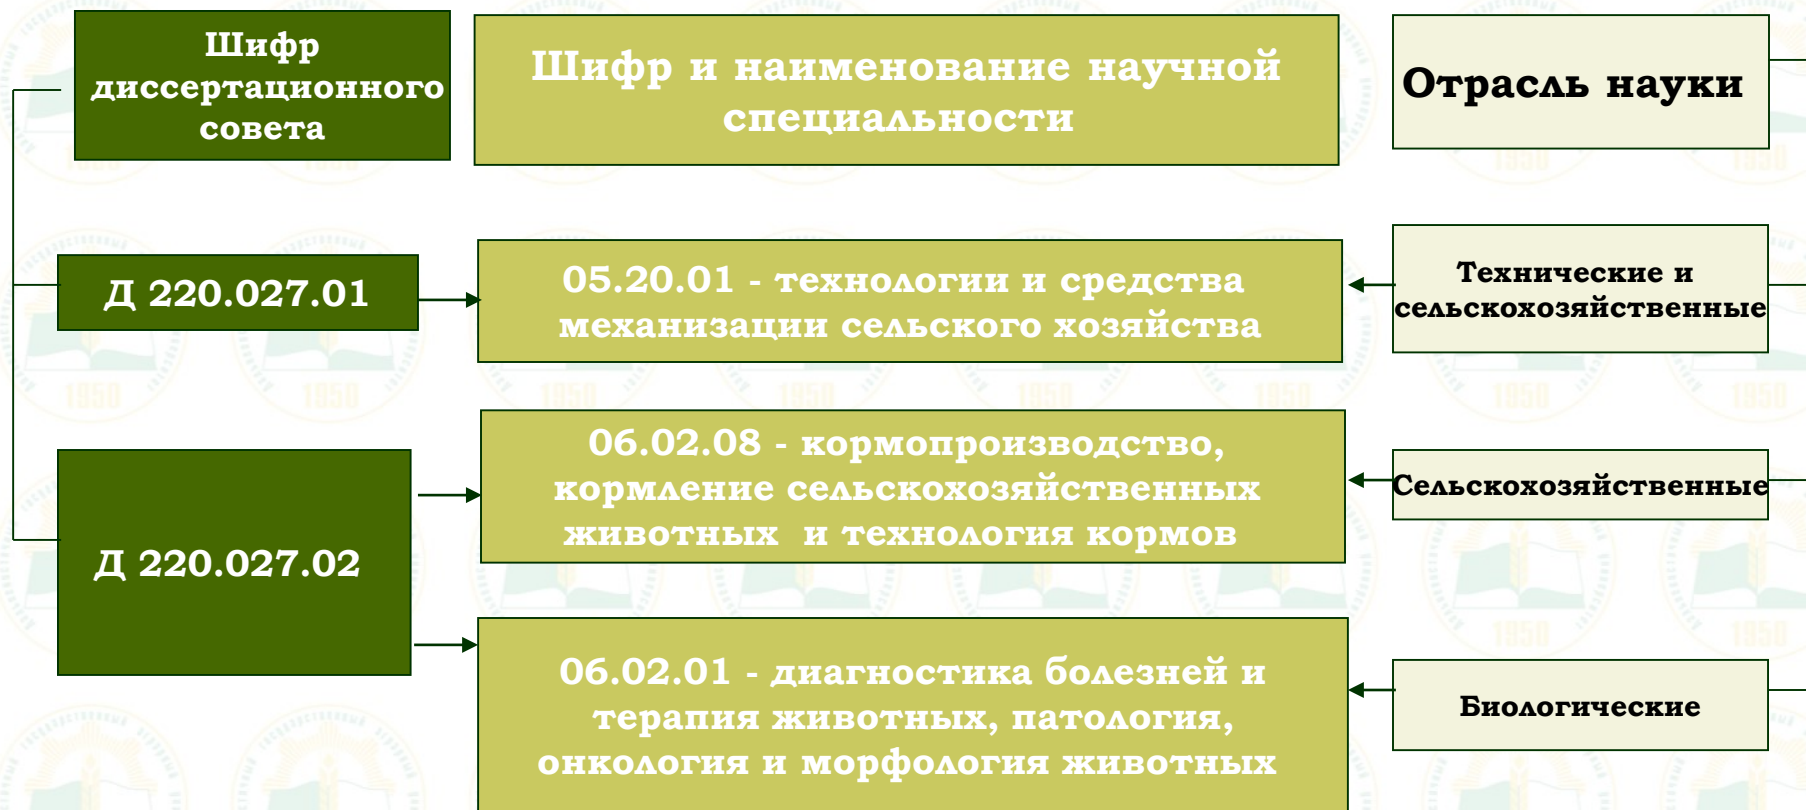 Шифр
диссертационного
совета
Шифр и наименование научной
специальности
Отрасль науки
Д 220.027.01
05.20.01 - технологии и средства
механизации сельского хозяйства
Технические и
сельскохозяйственные
Д 220.027.02
06.02.08 - кормопроизводство,
кормление сельскохозяйственных
животных и технология кормов
Сельскохозяйственные
06.02.01 - диагностика болезней и
терапия животных, патология,
онкология и морфология животных
Биологические